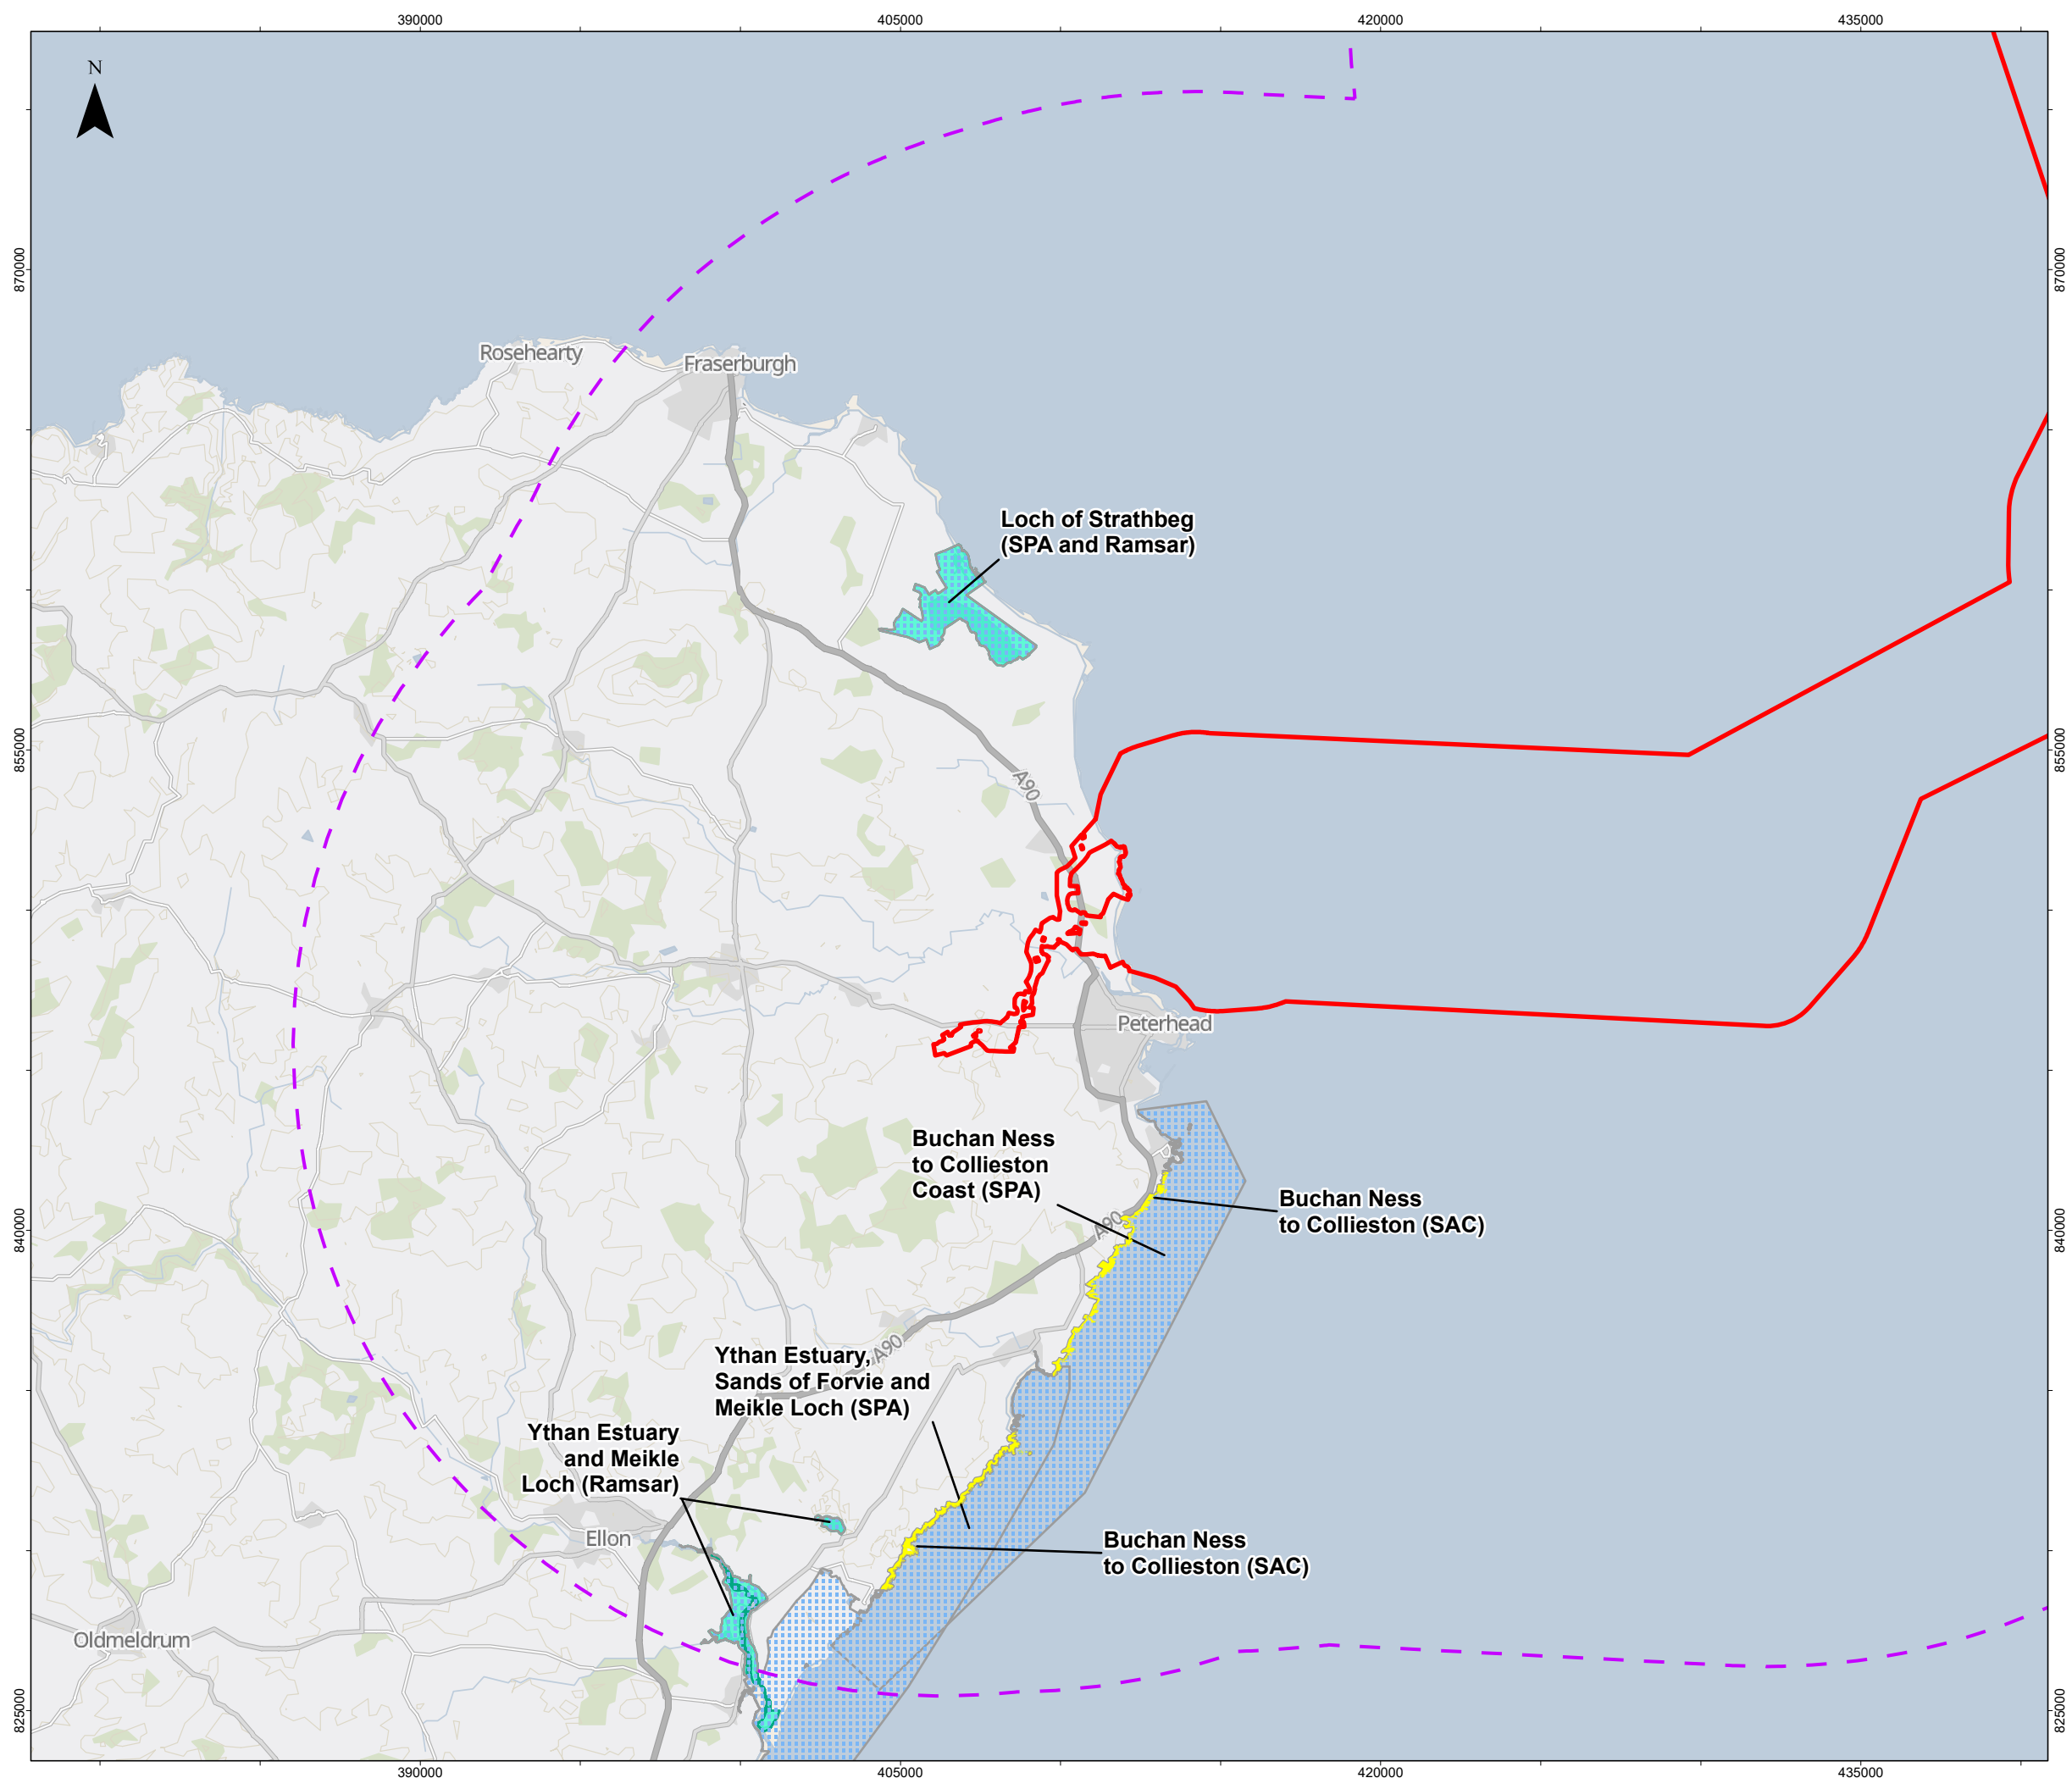 390000
405000
420000
435000
N
870000
870000
Rosehearty
Fraserburgh
Loch of Strathbeg
(SPA and Ramsar)
855000
855000
A90
Peterhead
Buchan Ness
to Collieston
Coast (SPA)
Buchan Ness
to Collieston (SAC)
A90
840000
840000
A90
Ythan Estuary,
Sands of Forvie and
Meikle Loch (SPA)
Ythan Estuary
and Meikle
Loch (Ramsar)
Ellon
Buchan Ness
to Collieston (SAC)
Oldmeldrum
825000
825000
390000
405000
420000
435000